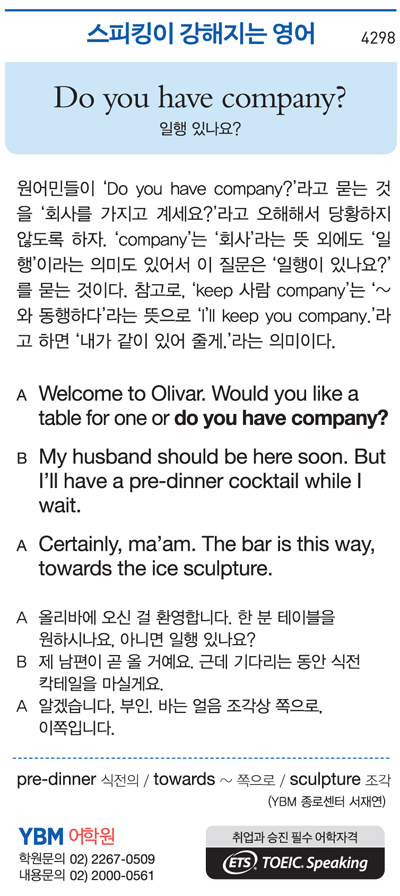 스피킹이 강해지는 영어
4298
Do you have company?
일행 있나요?
원어민들이 ‘Do you have company?’라고 묻는 것
을 ‘회사를 가지고 계세요?’라고 오해해서 당황하지
않도록 하자. ‘company’는 ‘회사’라는 뜻 외에도 ‘일
행’이라는 의미도 있어서 이 질문은 ‘일행이 있나요?’
를 묻는 것이다. 참고로, ‘keep 사람 company’는 ‘~
와 동행하다’라는 뜻으로 ‘I’ll keep you company.’라
고 하면 ‘내가 같이 있어 줄게.’라는 의미이다.
A Welcome to Olivar. Would you like a
table for one or do you have company?
B My husband should be here soon. But
I’ll have a pre-dinner cocktail while I
wait.
A Certainly, ma’am. The bar is this way,
towards the ice sculpture.
A 올리바에 오신 걸 환영합니다. 한 분 테이블을
원하시나요, 아니면 일행 있나요?
B 제 남편이 곧 올 거예요. 근데 기다리는 동안 식전
칵테일을 마실게요.
A 알겠습니다, 부인. 바는 얼음 조각상 쪽으로,
이쪽입니다.
pre-dinner 식전의 / towards ~ 쪽으로 / sculpture 조각
(YBM 종로센터 서재연)
YBM 어학원
학원문의 02) 2267-0509
내용문의 02) 2000-0561
취업과 승진 필수 어학자격
ETS TOEIC. Speaking